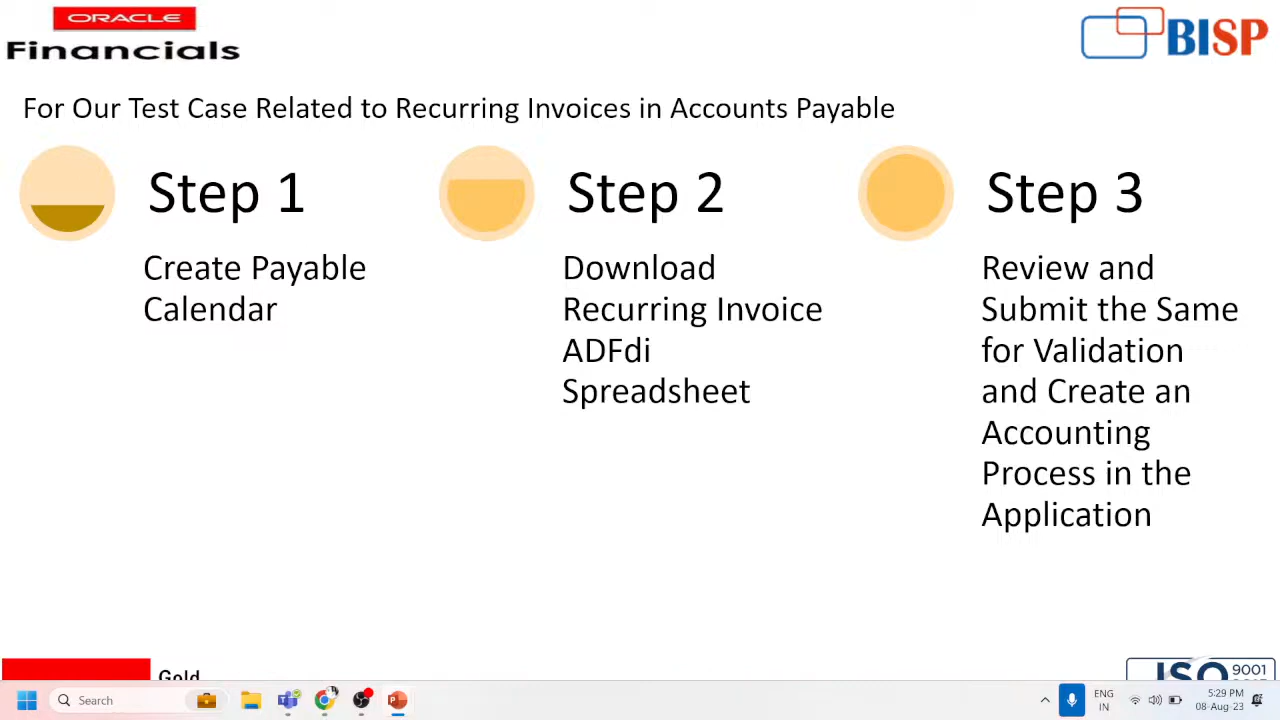 ORACLE
Financials
BISP
For Our Test Case Related to Recurring Invoices in Accounts Payable
Step 1
Create Payable
Calendar
Step 2
Download
Recurring Invoice
ADFdi
Spreadsheet
Step 3
Review and
Submit the Same
for Validation
and Create an
Accounting
Process in the
Application
Gold
ISO 9001
Search
ENG
IN
5:29 PM
08-Aug-23